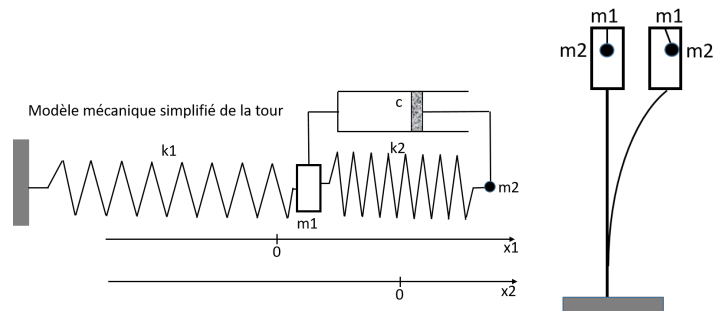 Modèle mécanique simplifié de la tour
k1
c
k2
m1
m2
0
x1
0
x2
m1
m1
m2
m2